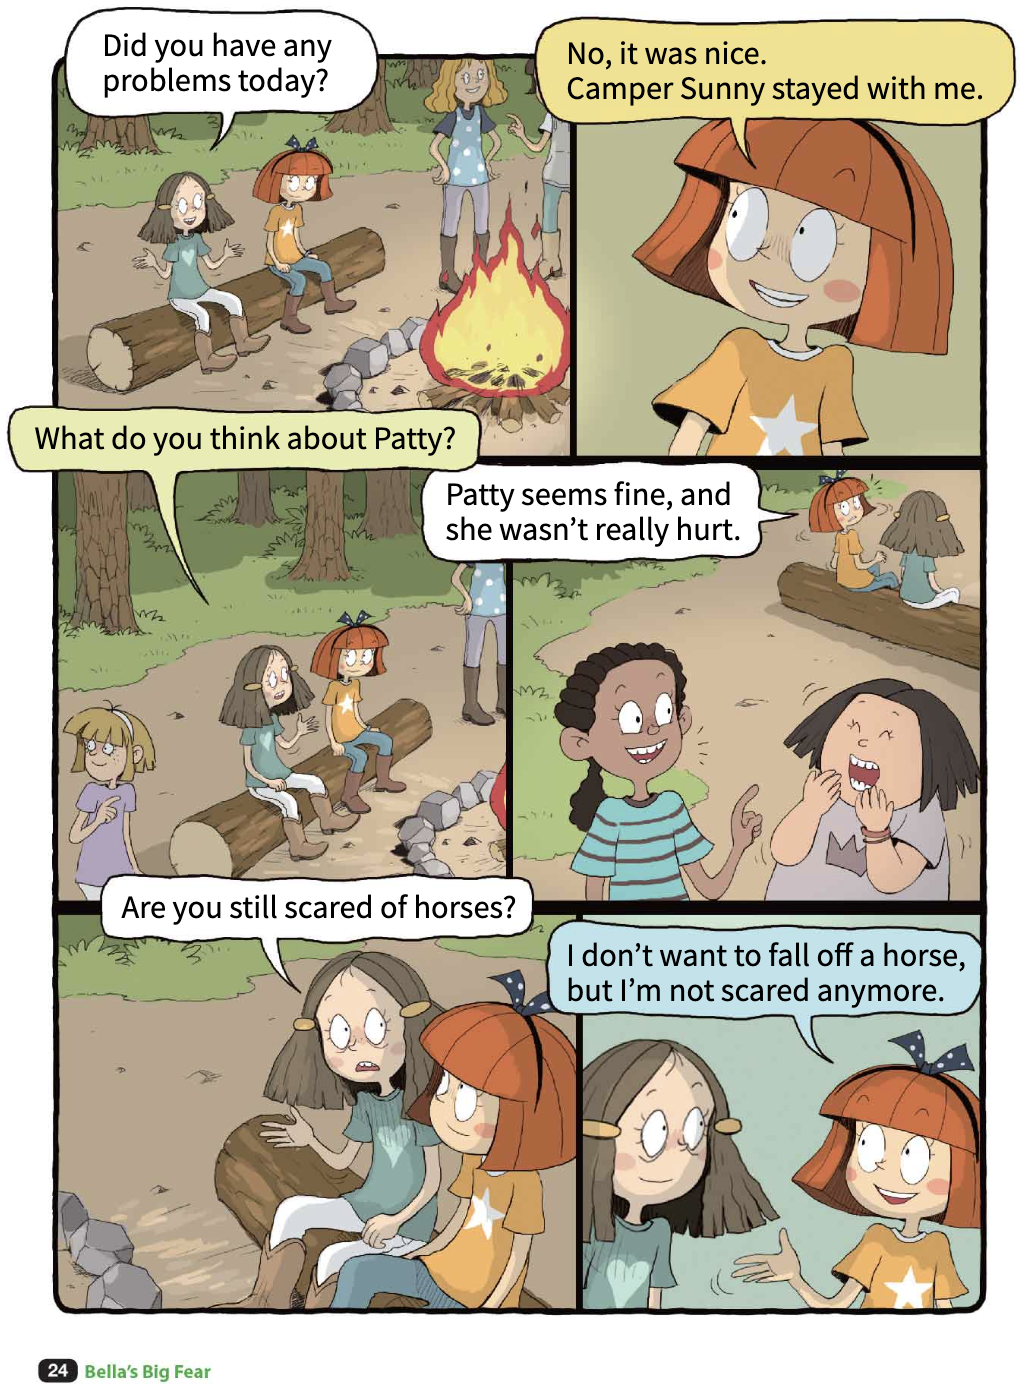 Did you have any
problems today?
No, it was nice.
Camper Sunny stayed with me.
What do you think about Patty?
Patty seems fine, and
she wasn't really hurt.
Are you still scared of horses?
I don't want to fall off a horse,
but I'm not scared anymore.
24 Bella's Big Fear